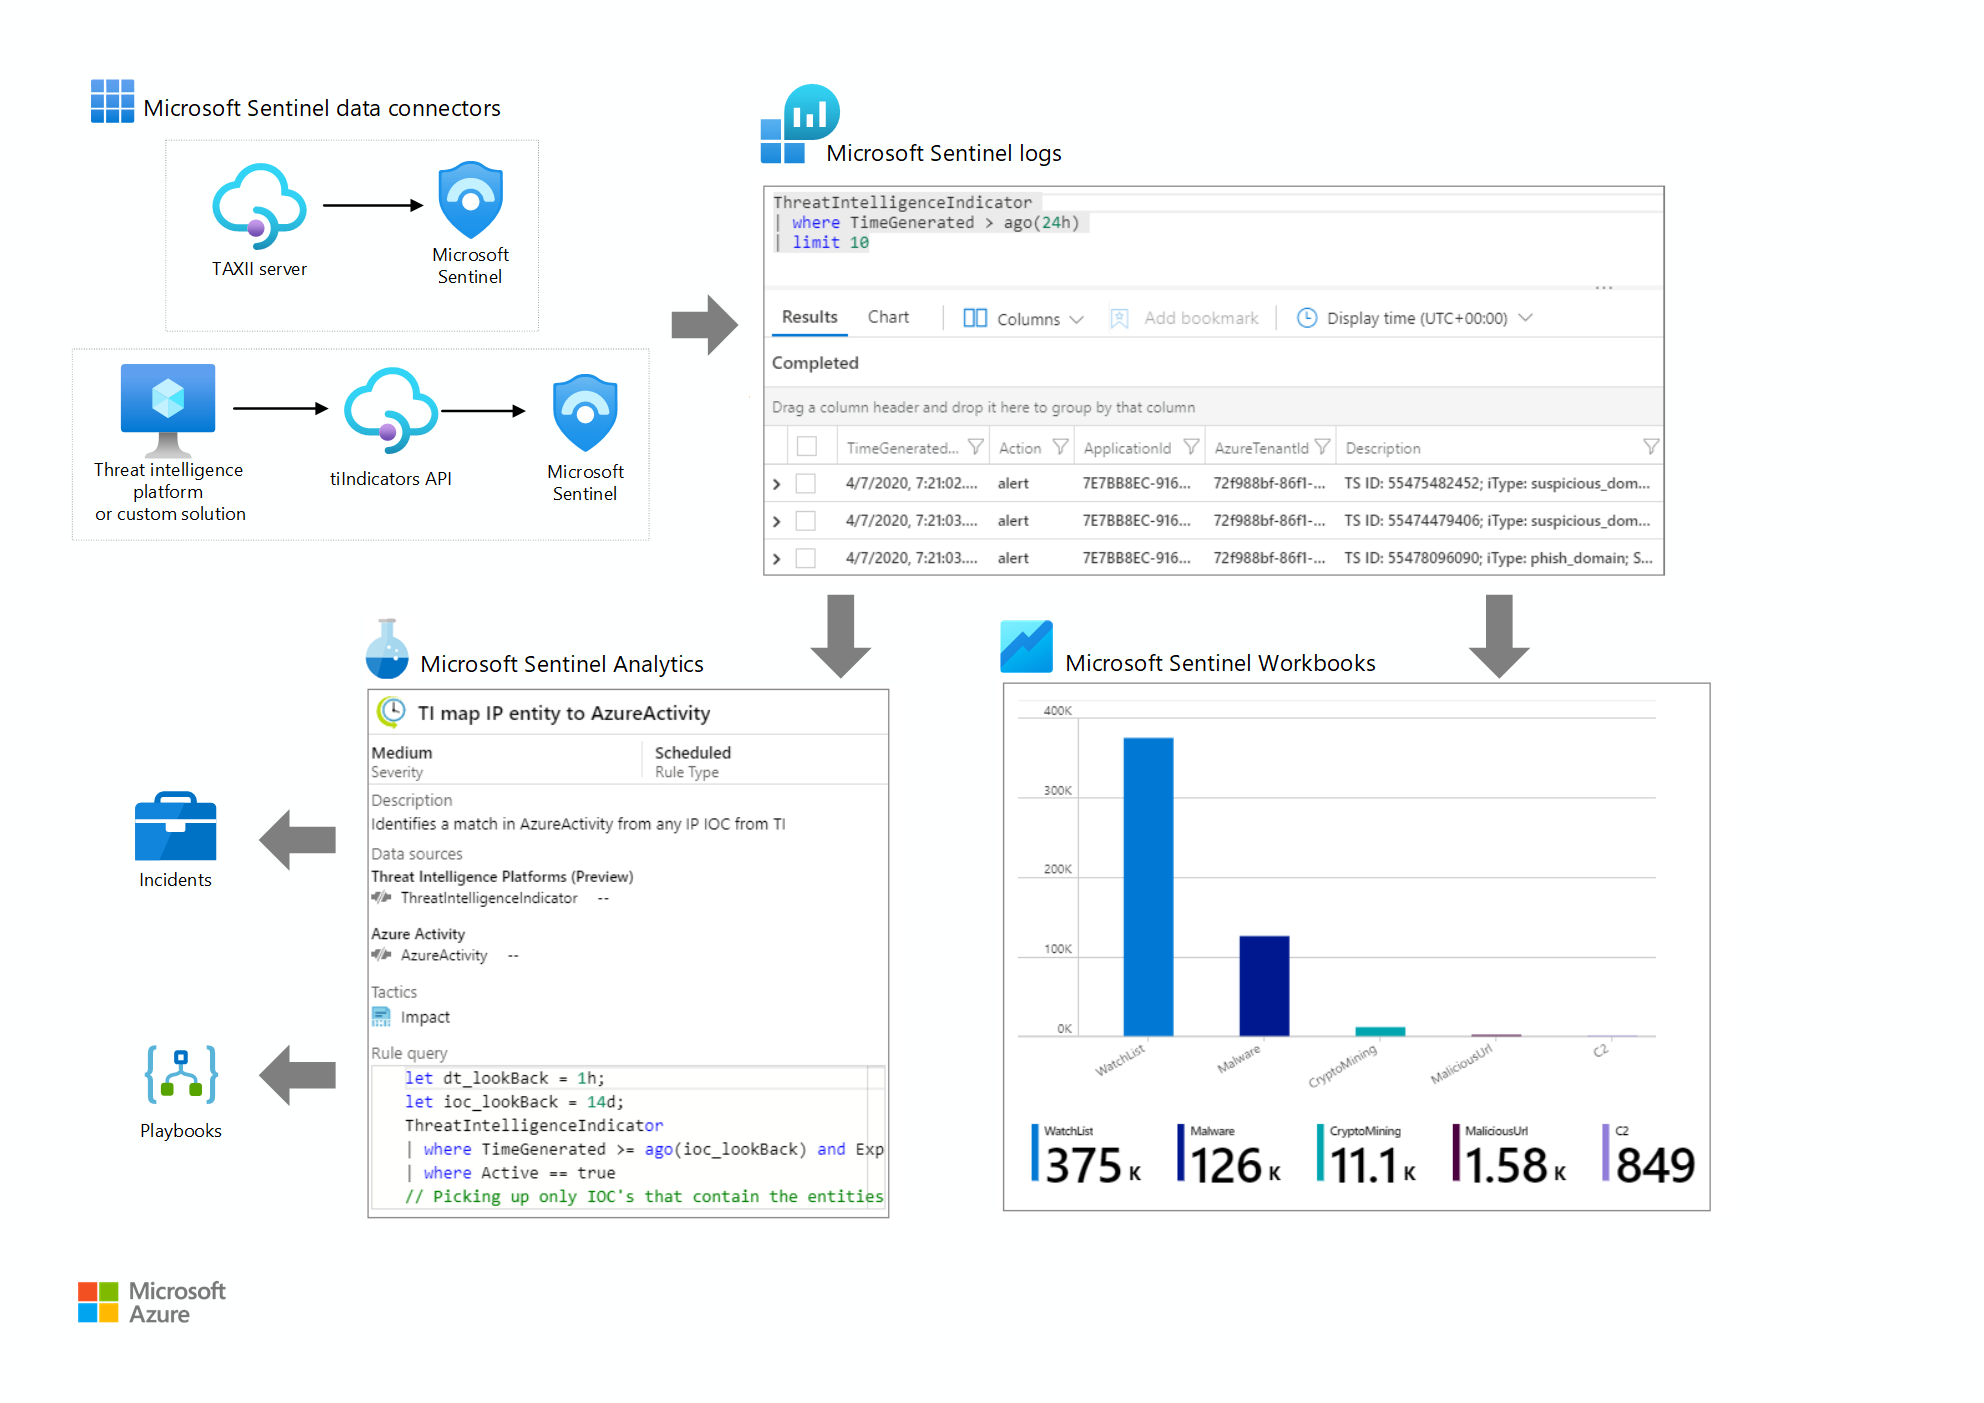 Microsoft Sentinel data connectors
TAXII server
Microsoft
Sentinel
Threat intelligence
platform
or custom solution
tiIndicators API
Microsoft
Sentinel
Microsoft Sentinel logs
ThreatIntelligenceIndicator
| where TimeGenerated > ago(24h)
| limit 10
...
Results Chart Columns Add bookmark Display time (UTC+00:00)
Completed
Drag a column header and drop it here to group by that column
TimeGenerated... Action ApplicationId AzureTenantId Description
4/7/2020, 7:21:02.... alert 7E7BB8EC-916... 72f988bf-86f1-... TS ID: 55475482452; iType: suspicious_dom...
4/7/2020, 7:21:03.... alert 7E7BB8EC-916... 72f988bf-86f1-... TS ID: 55474479406; iType: suspicious_dom...
4/7/2020, 7:21:03.... alert 7E7BB8EC-916... 72f988bf-86f1-... TS ID: 55478096090; iType: phish_domain; S...
Microsoft Sentinel Analytics
TI map IP entity to AzureActivity
Medium
Severity
Scheduled
Rule Type
Description
Identifies a match in AzureActivity from any IP IOC from TI
Data sources
Threat Intelligence Platforms (Preview)
ThreatIntelligenceIndicator --
Azure Activity
AzureActivity --
Tactics
Impact
Rule query
let dt_lookBack = 1h;
let ioc_lookBack = 14d;
ThreatIntelligenceIndicator
| where TimeGenerated >= ago(ioc_lookBack) and Exp
| where Active == true
// Picking up only IOC's that contain the entities
Incidents
Playbooks
Microsoft Sentinel Workbooks
400K
300K
200K
100K
0K
WatchList Malware CryptoMining MaliciousUrl C2
WatchList
375 K
Malware
126 K
CryptoMining
11.1 K
MaliciousUrl
1.58 K
C2
849
Microsoft
Azure